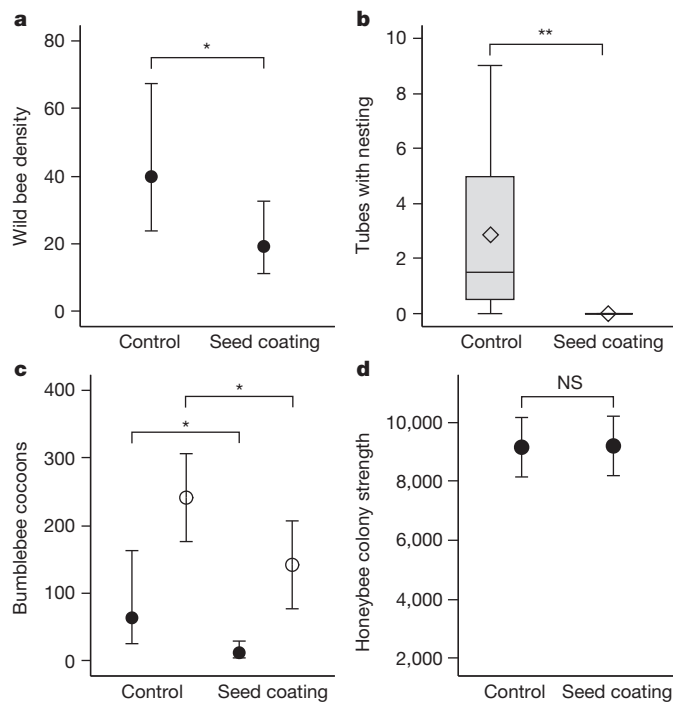 a
Wild bee density
80
60
40
20
0
*
Control
Seed coating
b
Tubes with nesting
10
8
6
4
2
0
**
Control
Seed coating
c
Bumblebee cocoons
400
300
200
100
0
*
*
Control
Seed coating
d
Honeybee colony strength
10,000
8,000
6,000
4,000
2,000
NS
Control
Seed coating